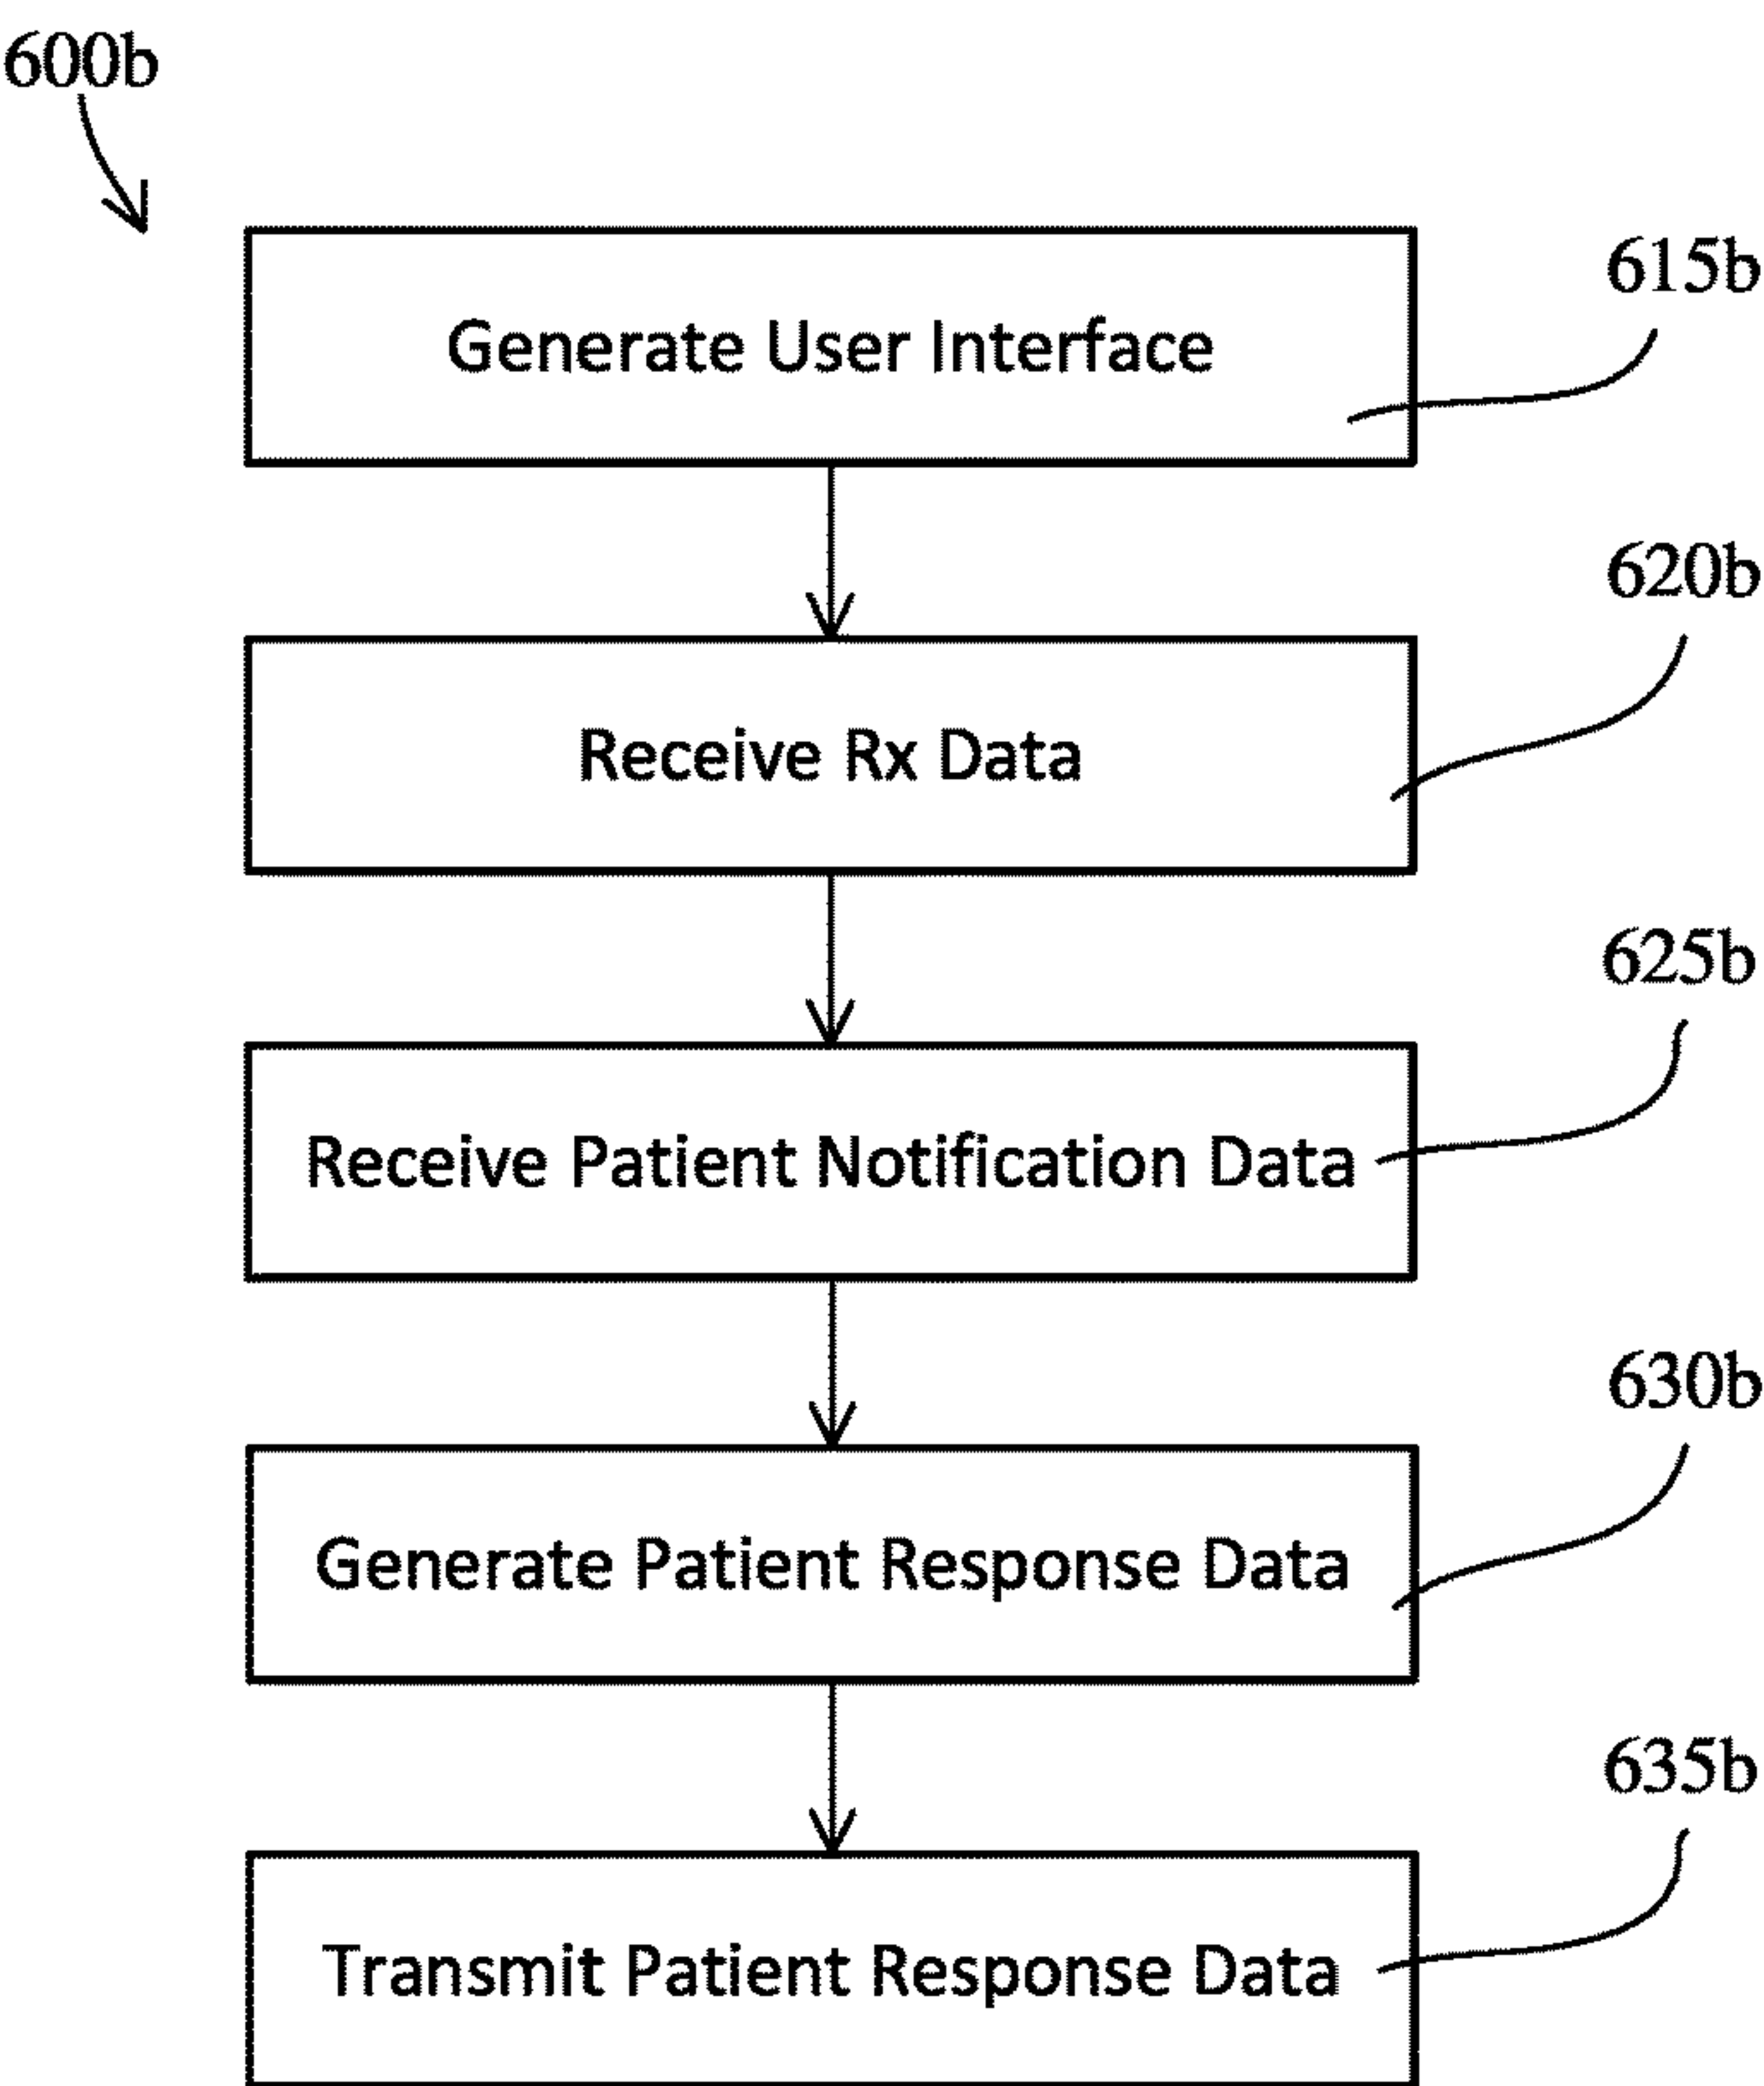 600b
615b
Generate User Interface
620b
Receive Rx Data
625b
Receive Patient Notification Data
630b
Generate Patient Response Data
635b
Transmit Patient Response Data